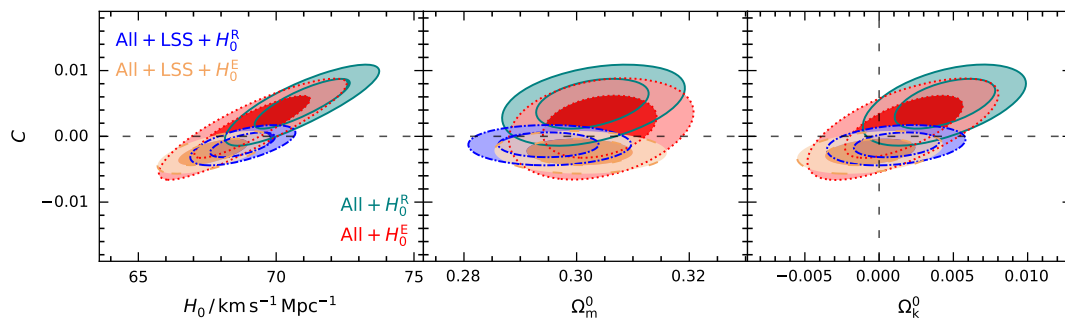 All + LSS + H₀ᴿ
All + LSS + H₀ᴱ
All + H₀ᴿ
All + H₀ᴱ
C
0.01
0.00
−0.01
65 70 75
0.28 0.30 0.32
−0.005 0.000 0.005 0.010
H₀ / km s⁻¹ Mpc⁻¹
Ω⁰ₘ
Ω⁰ₖ